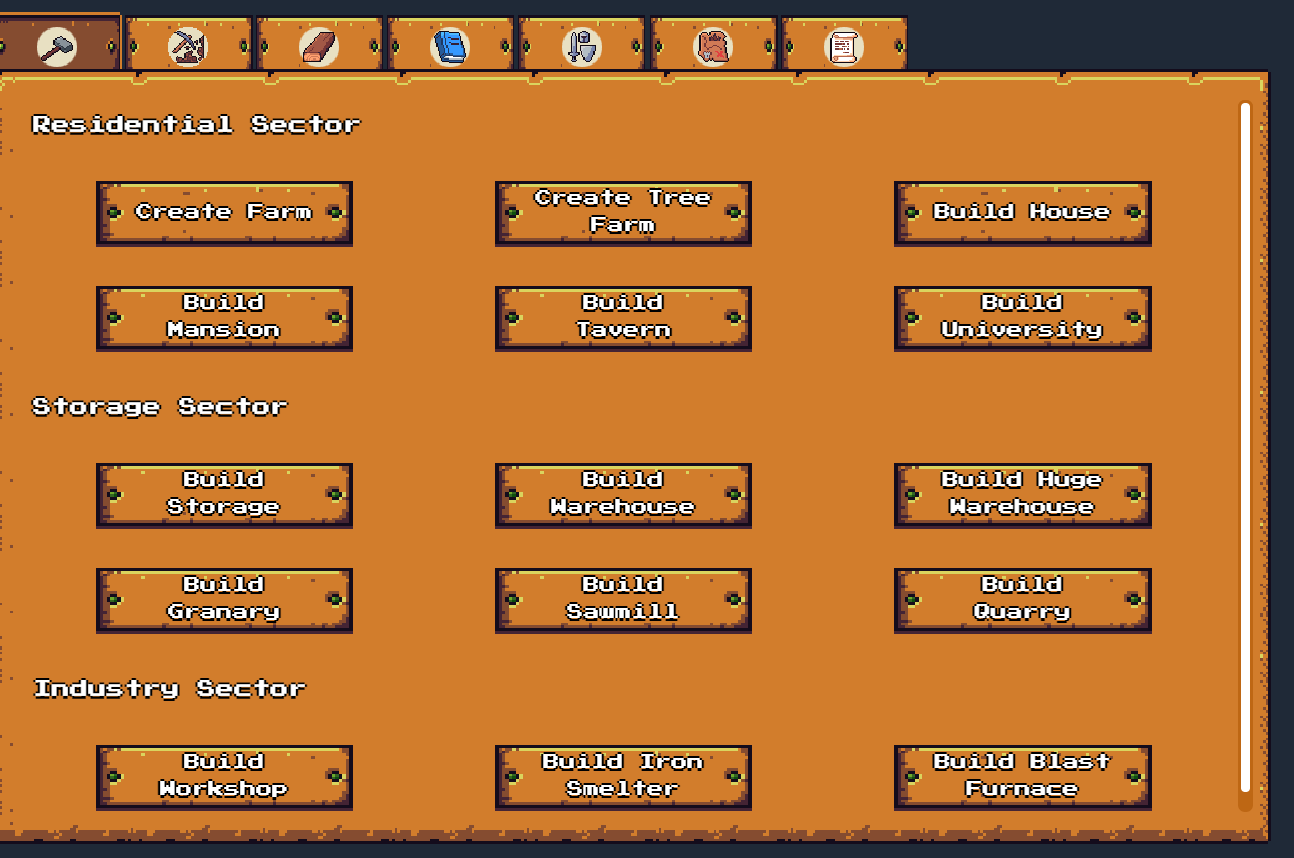 Residential Sector
Create Farm
Create Tree
Farm
Build House
Build
Mansion
Build
Tavern
Build
University
Storage Sector
Build
Storage
Build
Warehouse
Build Huge
Warehouse
Build
Granary
Build
Sawmill
Build
Quarry
Industry Sector
Build
Workshop
Build Iron
Smelter
Build Blast
Furnace